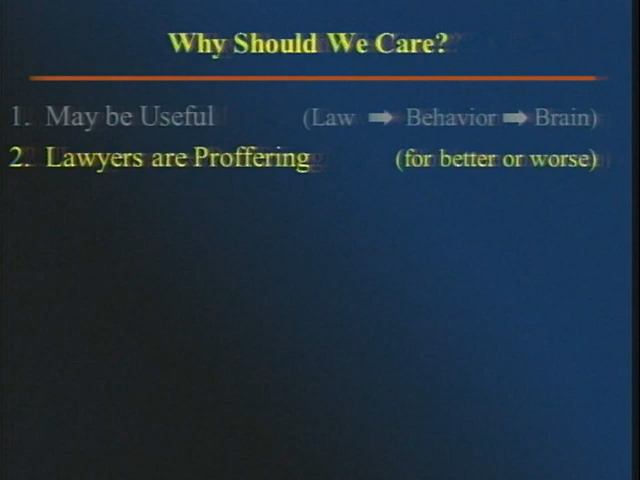 Why Should We Care?
1. May be Useful (Law ➡ Behavior ➡ Brain)
2. Lawyers are Proffering (for better or worse)